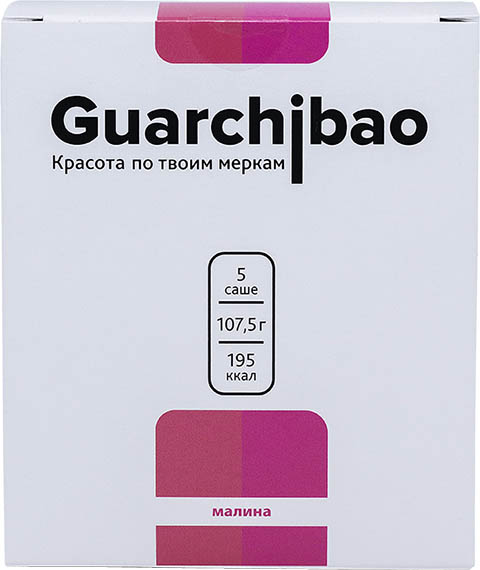 Guarchibao
Красота по твоим меркам
5
саше
107,5 г
195
ккал
малина